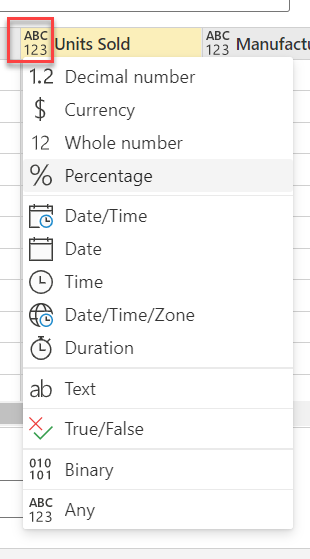 ABC
123 Units Sold ABC
123 Manufactu
1.2 Decimal number
$ Currency
12 Whole number
% Percentage
Date/Time
Date
Time
Date/Time/Zone
Duration
ab Text
True/False
010
101 Binary
ABC
123 Any